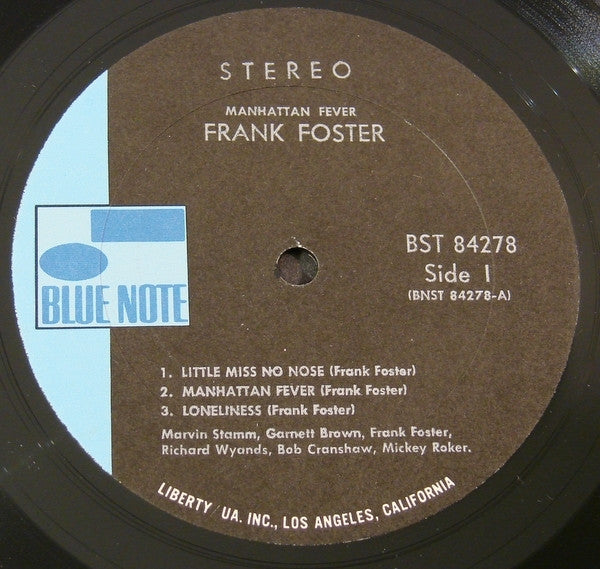 STEREO
MANHATTAN FEVER
FRANK FOSTER
BST 84278
Side 1
(BNST 84278-A)
BLUE NOTE
1. LITTLE MISS NO NOSE (Frank Foster)
2. MANHATTAN FEVER (Frank Foster)
3. LONELINESS (Frank Foster)
Marvin Stamm, Garnett Brown, Frank Foster,
Richard Wyands, Bob Cranshaw, Mickey Roker.
LIBERTY UA. INC., LOS ANGELES, CALIFORNIA